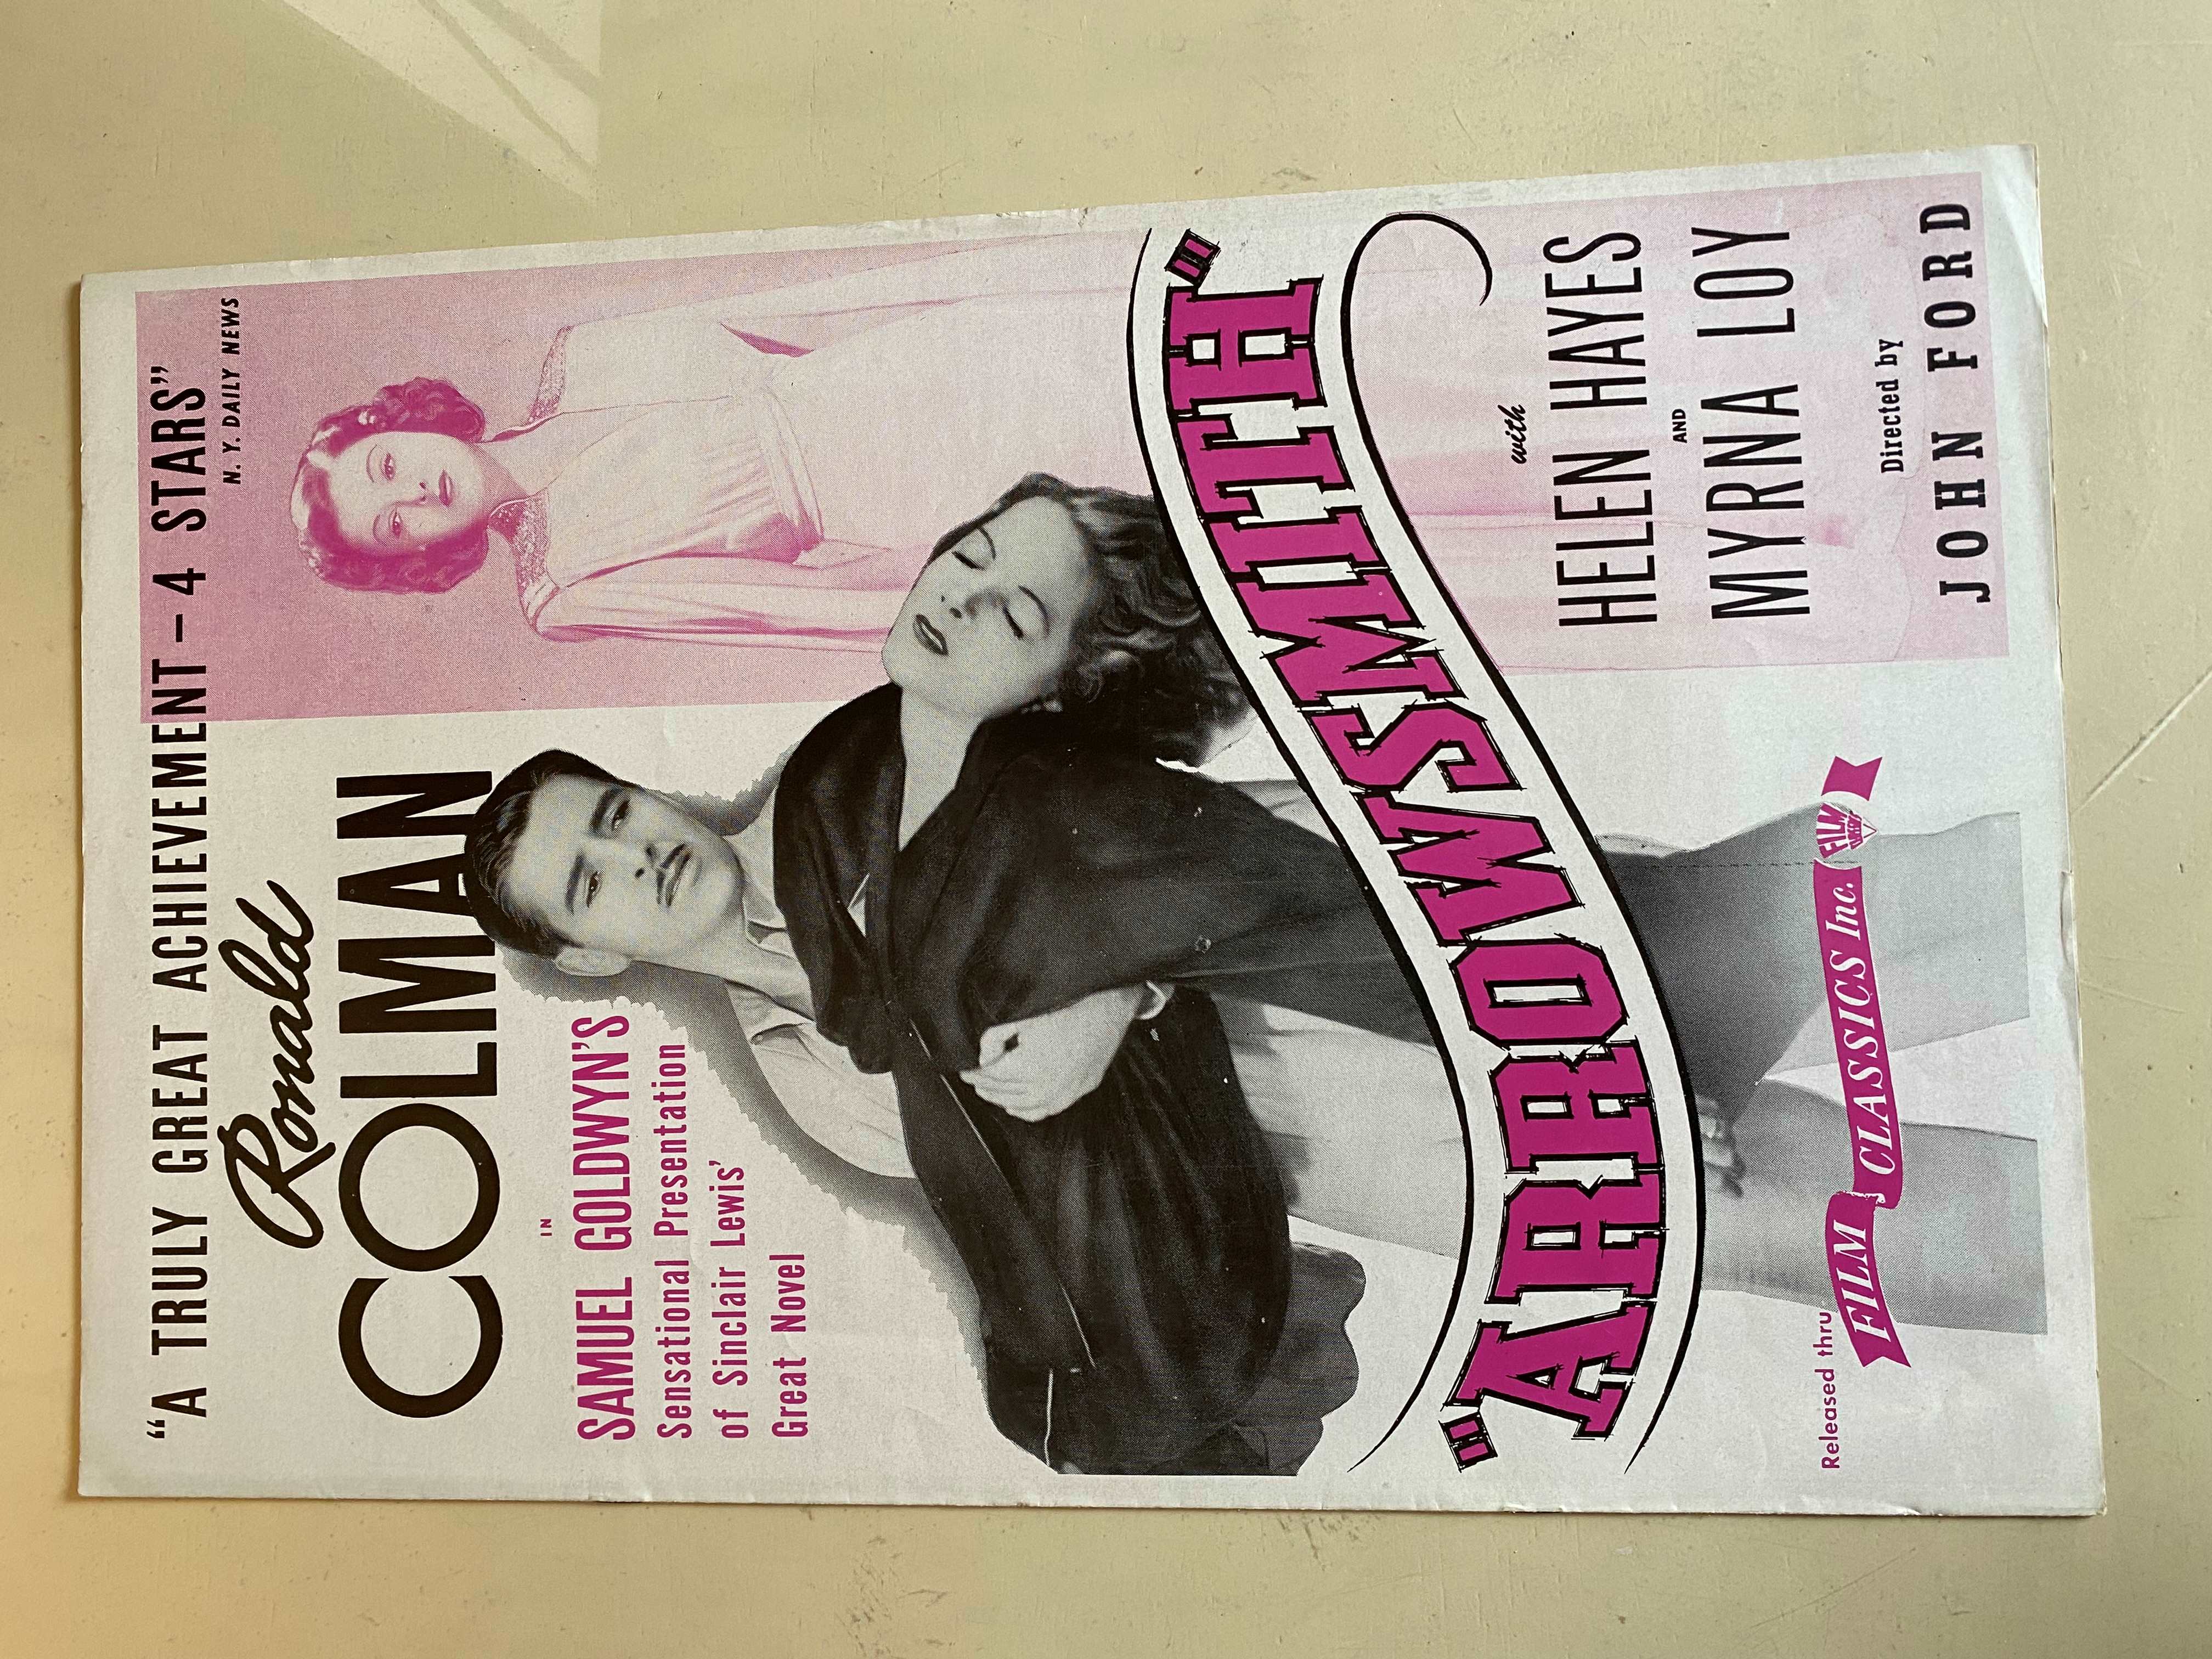 “A TRULY GREAT ACHIEVEMENT – 4 STARS”
N. Y. DAILY NEWS
Ronald
COLMAN
IN
SAMUEL GOLDWYN'S
Sensational Presentation
of Sinclair Lewis'
Great Novel
"ARROWSMITH"
with
HELEN HAYES
AND
MYRNA LOY
Directed by
JOHN FORD
Released thru
FILM CLASSICS Inc.
FILM
CLASSICS